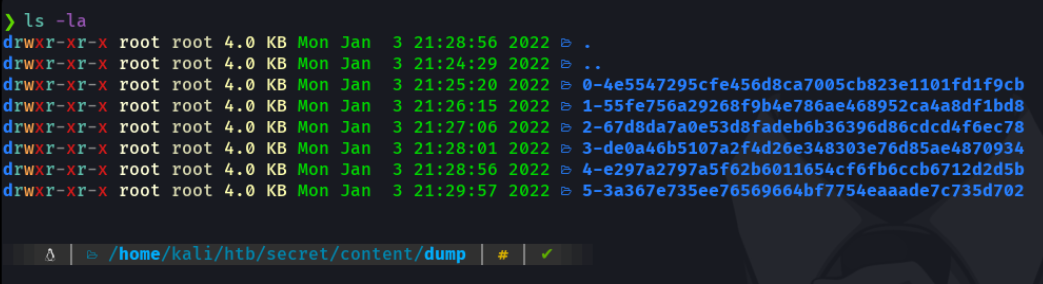 ❯ ls -la
drwxr-xr-x root root 4.0 KB Mon Jan  3 21:28:56 2022 .
drwxr-xr-x root root 4.0 KB Mon Jan  3 21:24:29 2022 ..
drwxr-xr-x root root 4.0 KB Mon Jan  3 21:25:20 2022 0-4e5547295cfe456d8ca7005cb823e1101fd1f9cb
drwxr-xr-x root root 4.0 KB Mon Jan  3 21:26:15 2022 1-55fe756a29268f9b4e786ae468952ca4a8df1bd8
drwxr-xr-x root root 4.0 KB Mon Jan  3 21:27:06 2022 2-67d8da7a0e53d8fadeb6b36396d86cdcd4f6ec78
drwxr-xr-x root root 4.0 KB Mon Jan  3 21:28:01 2022 3-de0a46b5107a2f4d26e348303e76d85ae4870934
drwxr-xr-x root root 4.0 KB Mon Jan  3 21:28:56 2022 4-e297a2797a5f62b6011654cf6fb6ccb6712d2d5b
drwxr-xr-x root root 4.0 KB Mon Jan  3 21:29:57 2022 5-3a367e735ee76569664bf7754eaaade7c735d702
| /home/kali/htb/secret/content/dump | # | ✔